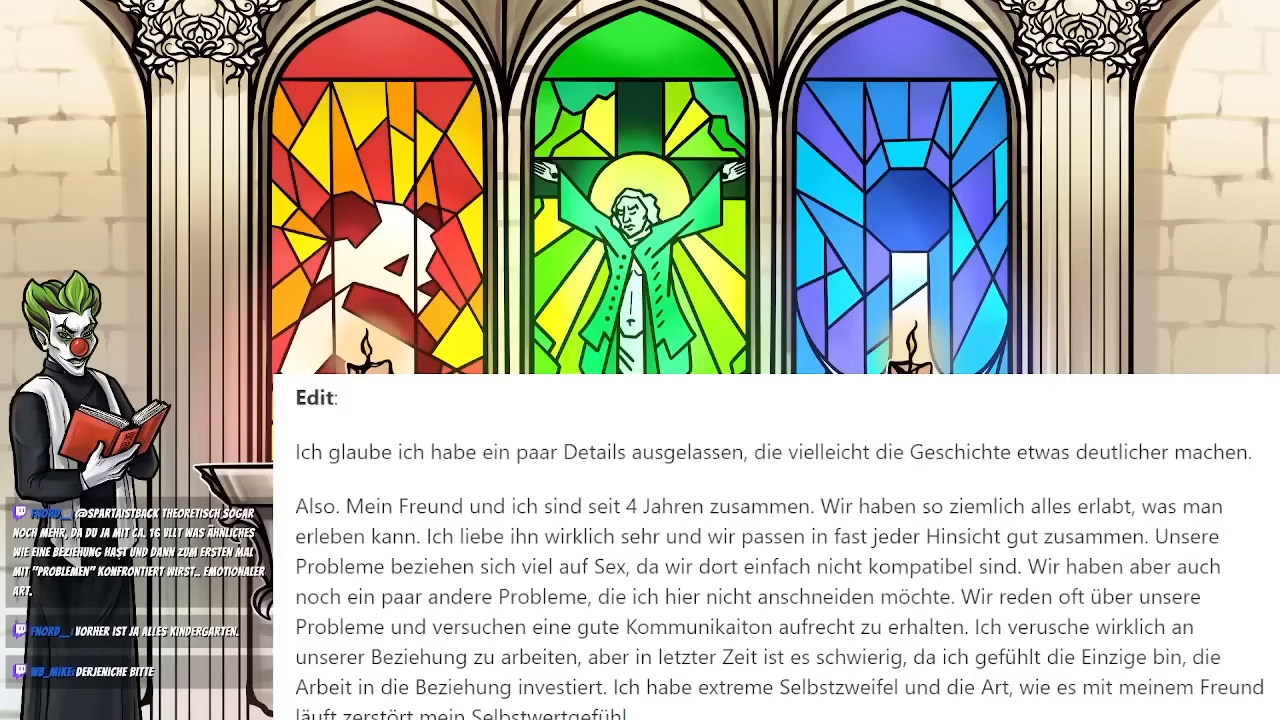 Edit:
Ich glaube ich habe ein paar Details ausgelassen, die vielleicht die Geschichte etwas deutlicher machen.
Also. Mein Freund und ich sind seit 4 Jahren zusammen. Wir haben so ziemlich alles erlabt, was man
erleben kann. Ich liebe ihn wirklich sehr und wir passen in fast jeder Hinsicht gut zusammen. Unsere
Probleme beziehen sich viel auf Sex, da wir dort einfach nicht kompatibel sind. Wir haben aber auch
noch ein paar andere Probleme, die ich hier nicht anschneiden möchte. Wir reden oft über unsere
Probleme und versuchen eine gute Kommunikaiton aufrecht zu erhalten. Ich verusche wirklich an
unserer Beziehung zu arbeiten, aber in letzter Zeit ist es schwierig, da ich gefühlt die Einzige bin, die
Arbeit in die Beziehung investiert. Ich habe extreme Selbstzweifel und die Art, wie es mit meinem Freund
läuft zerstört mein Selbstwertgefühl
FNORD__: @SPARTAISTBACK THEORETISCH SOGAR
NOCH MEHR, DA DU JA MIT CA. 16 VLLT WAS ÄHNLICHES
WIE EINE BEZIEHUNG HAST UND DANN ZUM ERSTEN MAL
MIT "PROBLEMEN" KONFRONTIERT WIRST.. EMOTIONALER
ART.
FNORD__: VORHER IST JA ALLES KINDERGARTEN.
WB_MIKE: DERJENICHE BITTE